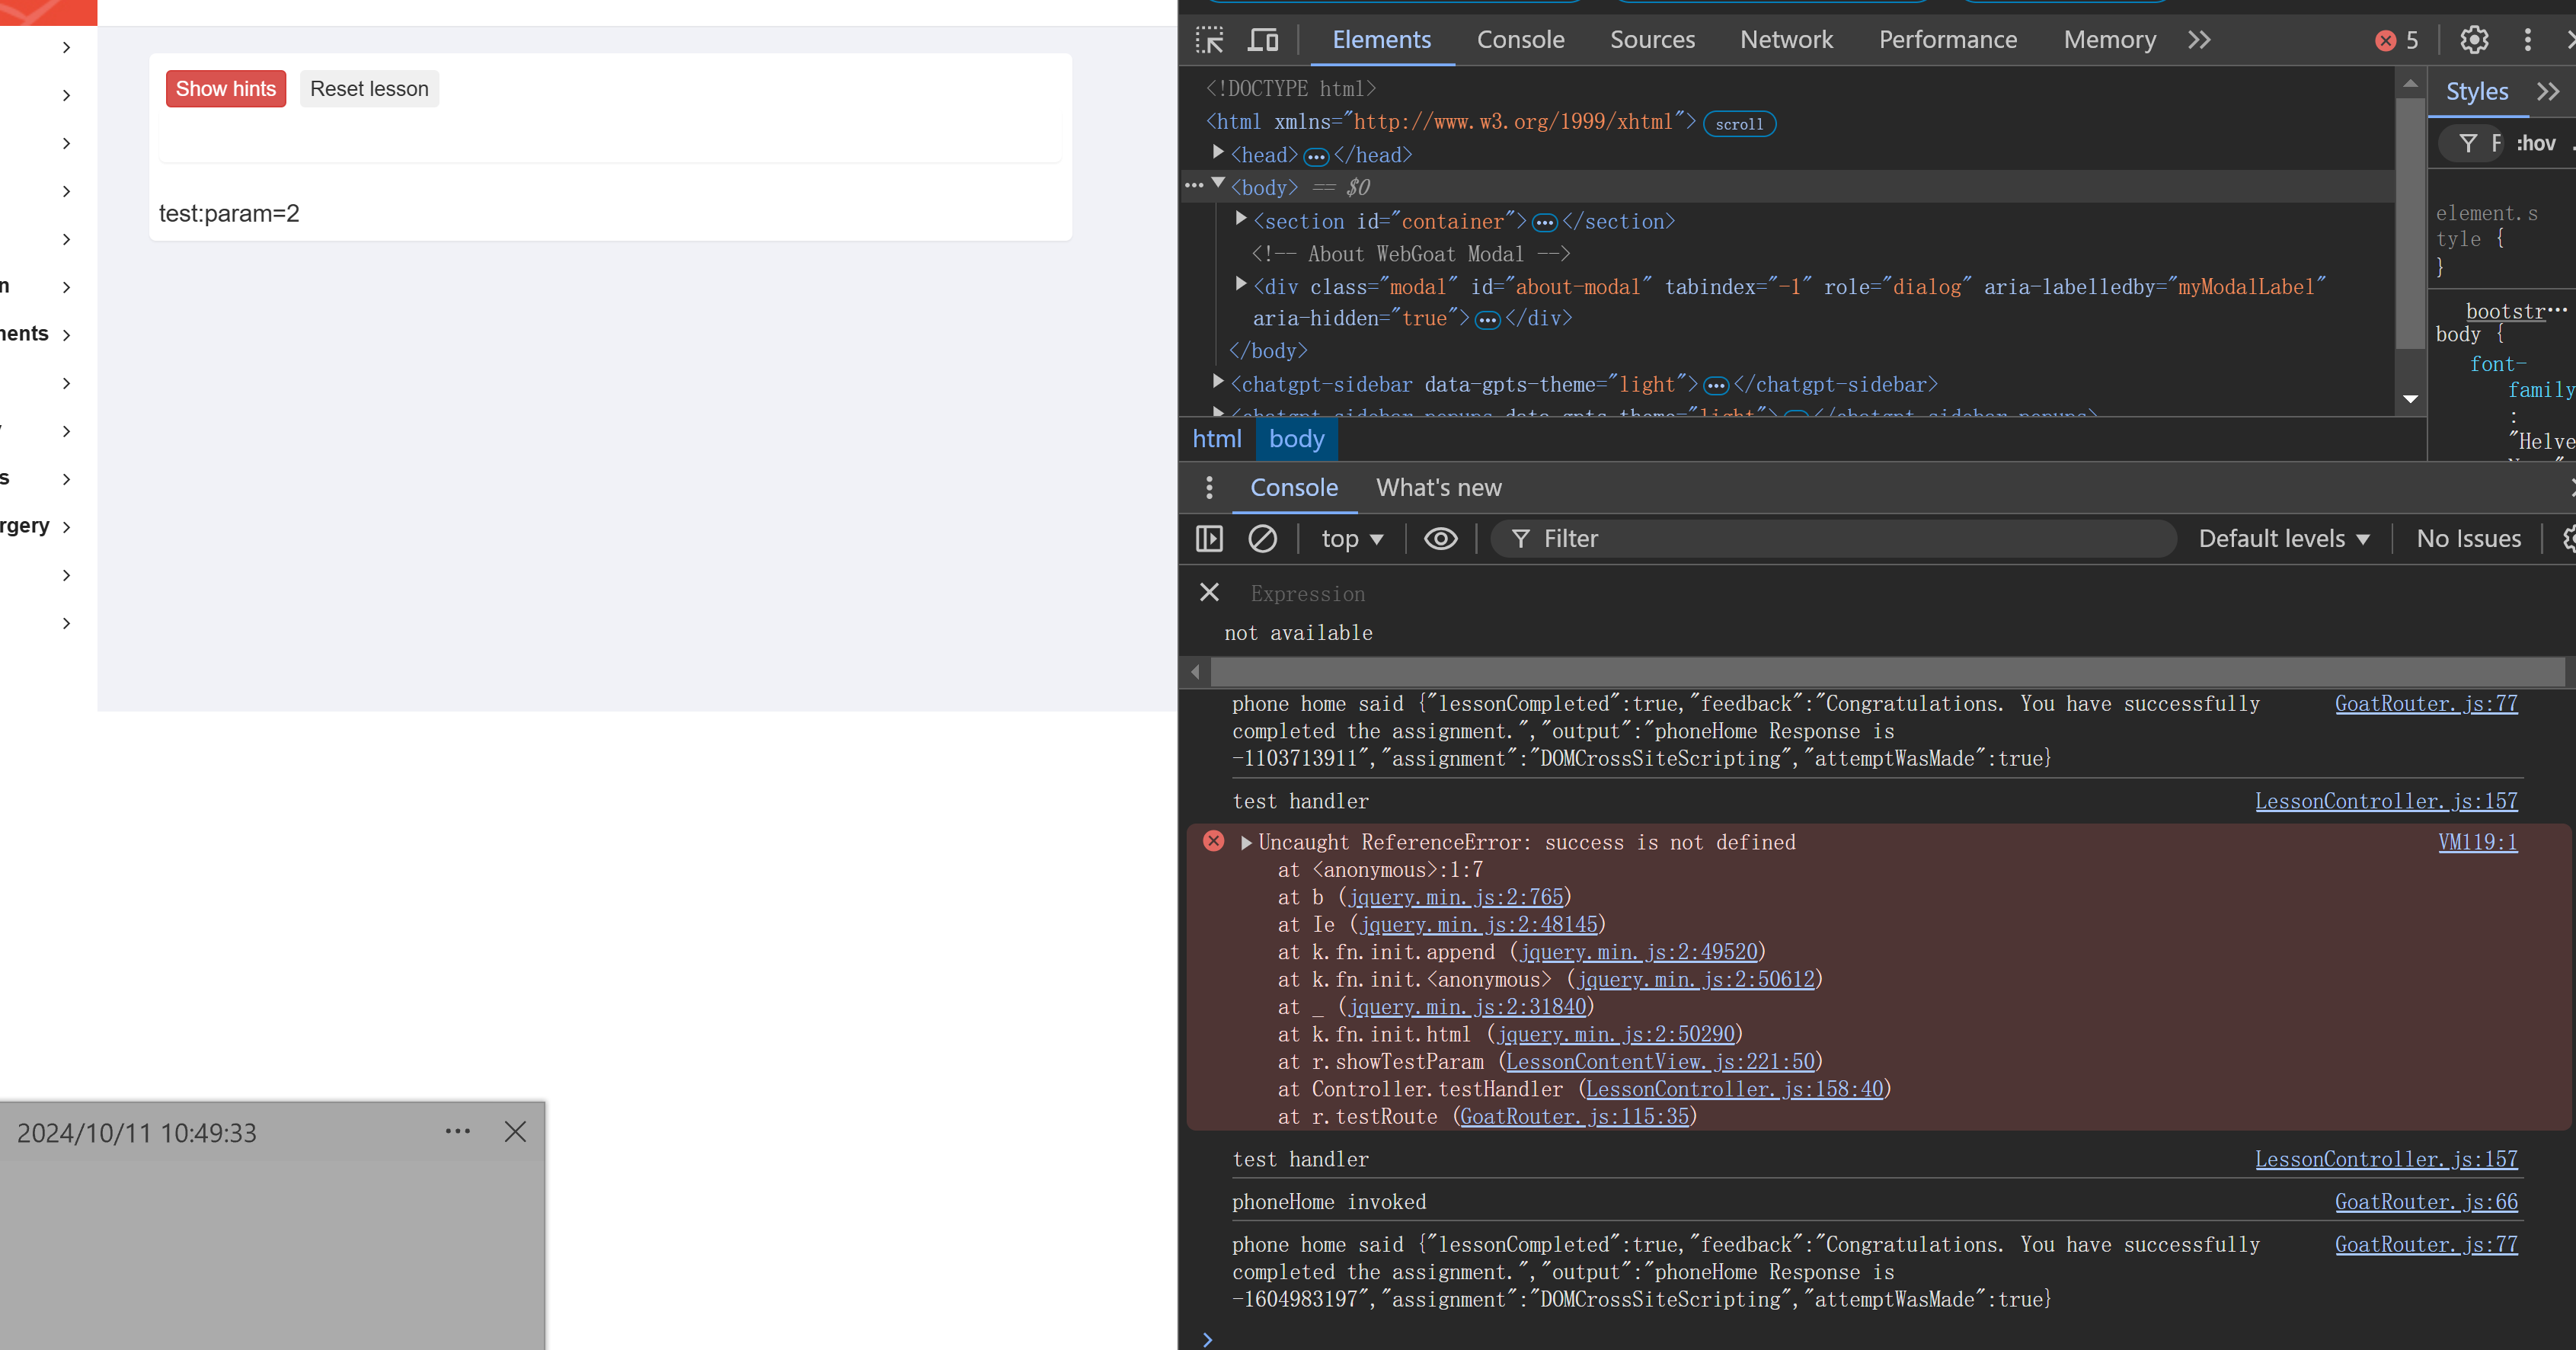 Show hints
Reset lesson
test:param=2
n
nents
s
rgery
2024/10/11 10:49:33
Elements
Console
Sources
Network
Performance
Memory
5
<!DOCTYPE html>
<html xmlns="http://www.w3.org/1999/xhtml"> scroll
<head> ••• </head>
••• <body> == $0
<section id="container"> ••• </section>
<!-- About WebGoat Modal -->
<div class="modal" id="about-modal" tabindex="-1" role="dialog" aria-labelledby="myModalLabel"
aria-hidden="true"> ••• </div>
</body>
<chatgpt-sidebar data-gpts-theme="light"> ••• </chatgpt-sidebar>
<chatgpt-sidebar-popups data-gpts-theme="light"> ••• </chatgpt-sidebar-popups>
html
body
Styles
F
:hov
element.s
tyle {
}
bootstr…
body {
font-
family
:
"Helve
Console
What's new
top
Filter
Default levels
No Issues
Expression
not available
phone home said {"lessonCompleted":true,"feedback":"Congratulations. You have successfully
GoatRouter.js:77
completed the assignment.","output":"phoneHome Response is
-1103713911","assignment":"DOMCrossSiteScripting","attemptWasMade":true}
test handler
LessonController.js:157
Uncaught ReferenceError: success is not defined
VM119:1
at <anonymous>:1:7
at b (jquery.min.js:2:765)
at Ie (jquery.min.js:2:48145)
at k.fn.init.append (jquery.min.js:2:49520)
at k.fn.init.<anonymous> (jquery.min.js:2:50612)
at _ (jquery.min.js:2:31840)
at k.fn.init.html (jquery.min.js:2:50290)
at r.showTestParam (LessonContentView.js:221:50)
at Controller.testHandler (LessonController.js:158:40)
at r.testRoute (GoatRouter.js:115:35)
test handler
LessonController.js:157
phoneHome invoked
GoatRouter.js:66
phone home said {"lessonCompleted":true,"feedback":"Congratulations. You have successfully
GoatRouter.js:77
completed the assignment.","output":"phoneHome Response is
-1604983197","assignment":"DOMCrossSiteScripting","attemptWasMade":true}